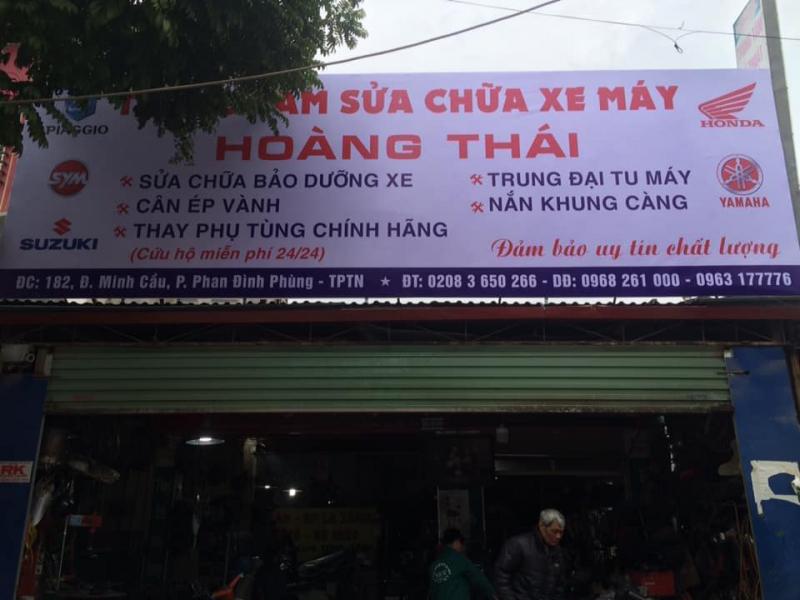 SỬA CHỮA XE MÁY
HOÀNG THÁI
PIAGGIO
SYM
SUZUKI
HONDA
YAMAHA
SỬA CHỮA BẢO DƯỠNG XE
CÂN ÉP VÀNH
THAY PHỤ TÙNG CHÍNH HÃNG
(Cứu hộ miễn phí 24/24)
TRUNG ĐẠI TU MÁY
NẮN KHUNG CÀNG
Đảm bảo uy tín chất lượng
ĐC: 182, Đ. Minh Cầu, P. Phan Đình Phùng - TPTN ★ ĐT: 0208 3 650 266 - DĐ: 0968 261 000 - 0963 177776
RK